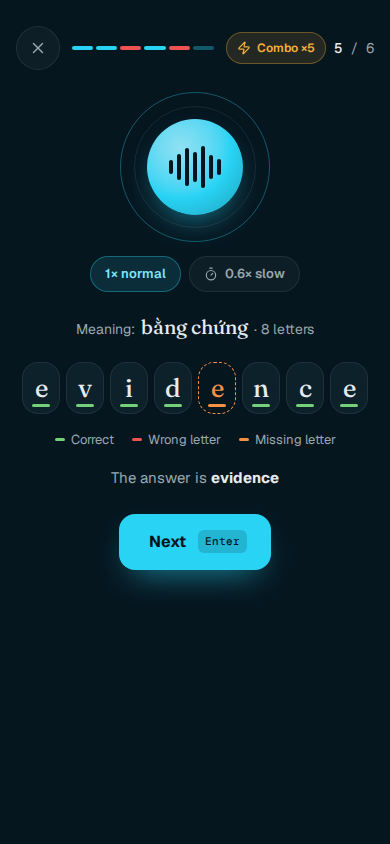 Combo ×5 5 / 6
1× normal 0.6× slow
Meaning: bằng chứng · 8 letters
e v i d e n c e
Correct Wrong letter Missing letter
The answer is evidence
Next Enter